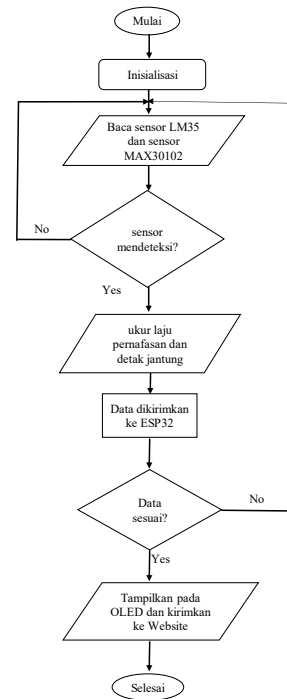 Mulai
Inisialisasi
Baca sensor LM35
dan sensor
MAX30102
No
sensor
mendeteksi?
Yes
ukur laju
pernafasan dan
detak jantung
Data dikirimkan
ke ESP32
No
Data
sesuai?
Yes
Tampilkan pada
OLED dan kirimkan
ke Website
Selesai